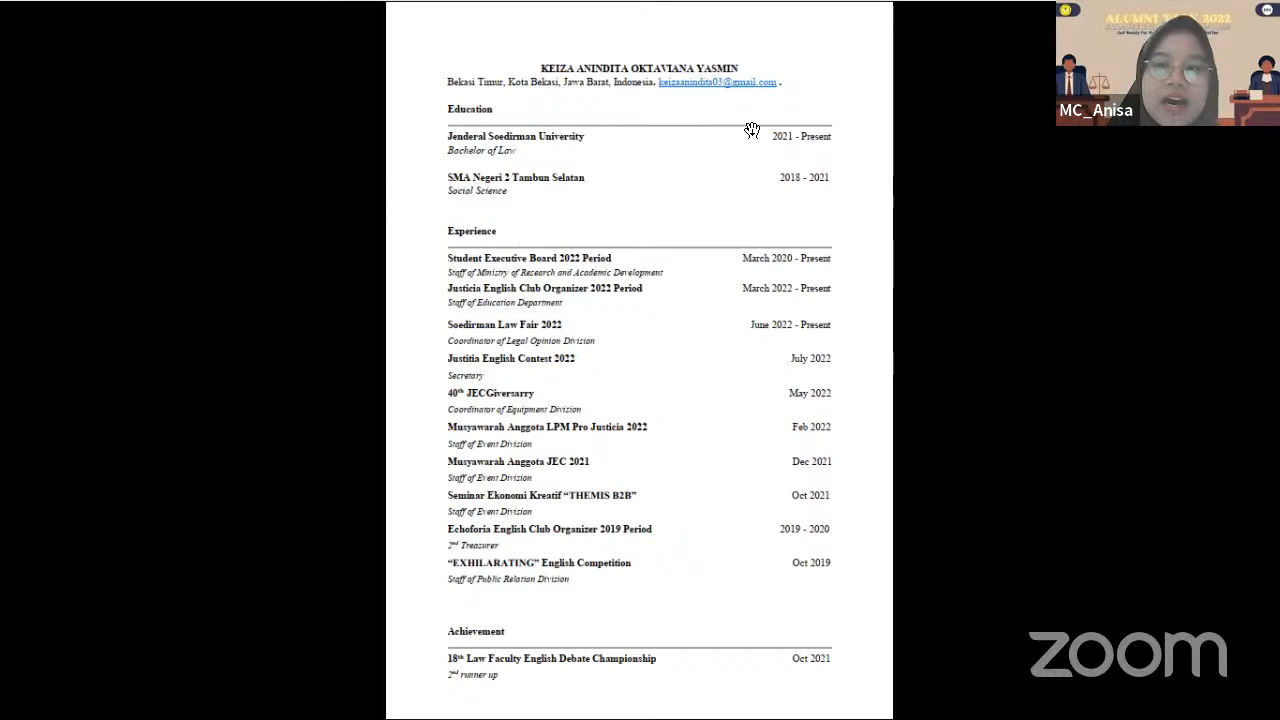 KEIZA ANINDITA OKTAVIANA YASMIN
Bekasi Timur, Kota Bekasi, Jawa Barat, Indonesia. keizaanindita03@gmail.com .
Education
Jenderal Soedirman University 2021 - Present
Bachelor of Law
SMA Negeri 2 Tambun Selatan 2018 - 2021
Social Science
Experience
Student Executive Board 2022 Period March 2020 - Present
Staff of Ministry of Research and Academic Development
Justicia English Club Organizer 2022 Period March 2022 - Present
Staff of Education Department
Soedirman Law Fair 2022 June 2022 - Present
Coordinator of Legal Opinion Division
Justitia English Contest 2022 July 2022
Secretary
40th JECGiversarry May 2022
Coordinator of Equipment Division
Musyawarah Anggota LPM Pro Justicia 2022 Feb 2022
Staff of Event Division
Musyawarah Anggota JEC 2021 Dec 2021
Staff of Event Division
Seminar Ekonomi Kreatif “THEMIS B2B” Oct 2021
Staff of Event Division
Echoforia English Club Organizer 2019 Period 2019 - 2020
2nd Treasurer
“EXHILARATING” English Competition Oct 2019
Staff of Public Relation Division
Achievement
18th Law Faculty English Debate Championship Oct 2021
2nd runner up
ALUMNI 2022
MC_Anisa
zoom